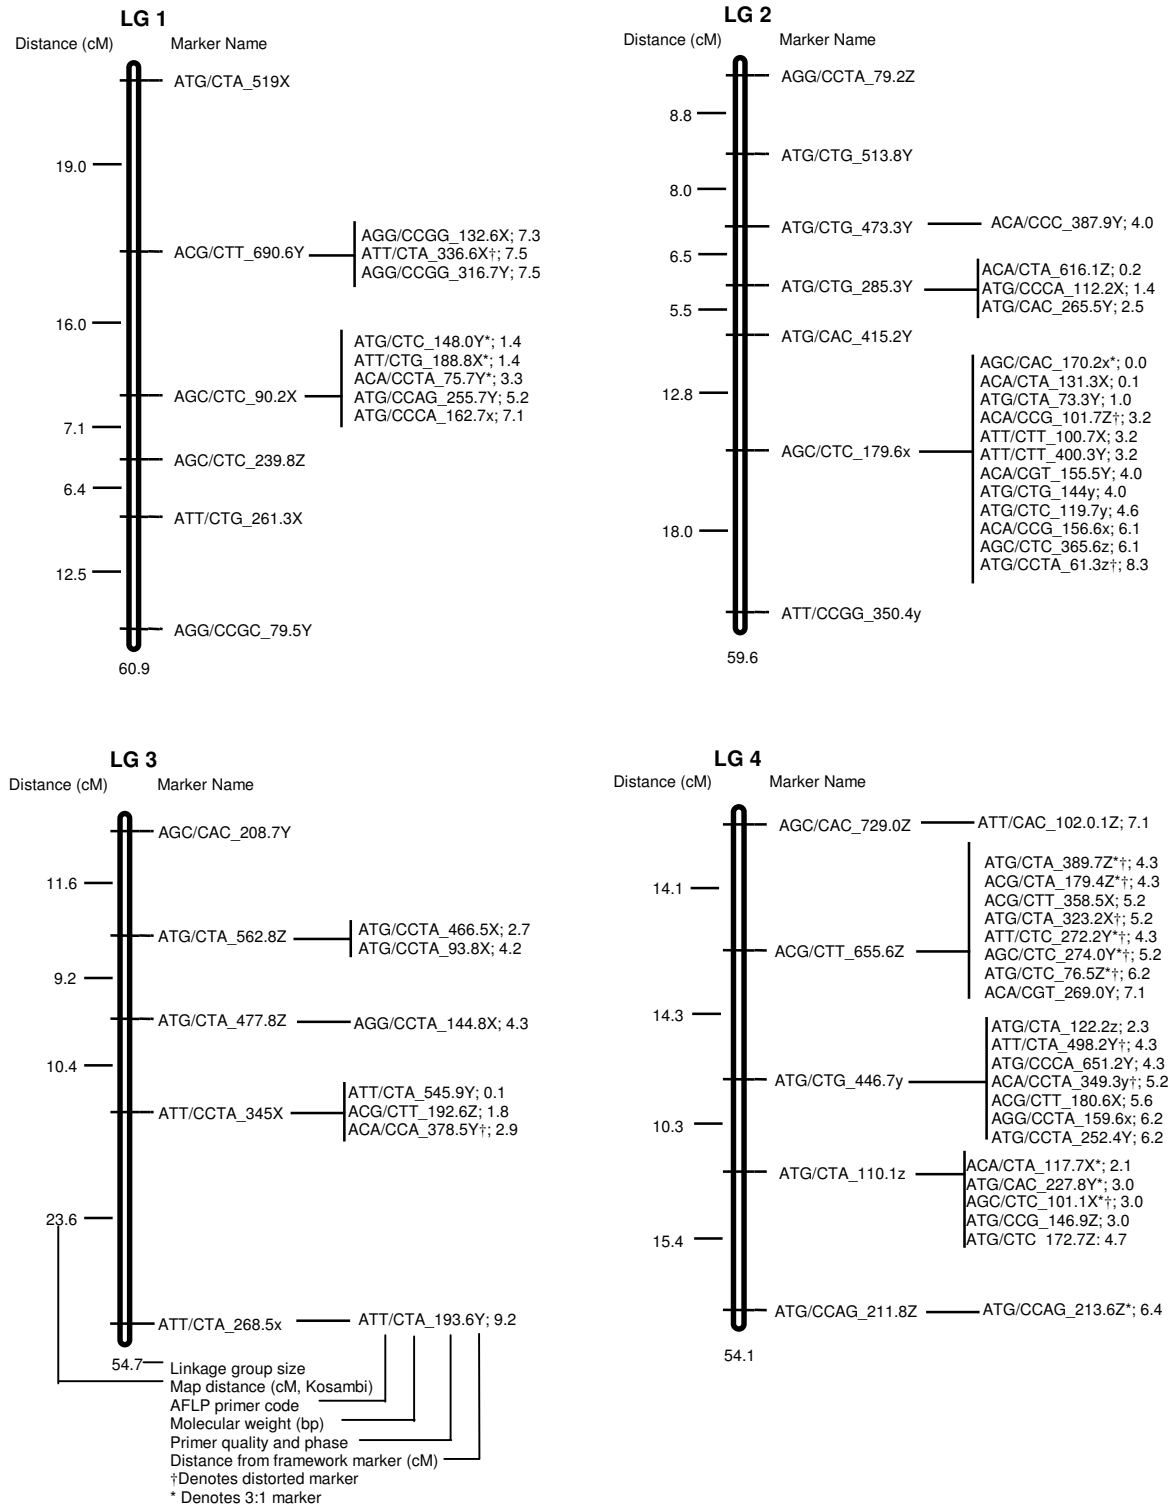 LG 1
Distance (cM) Marker Name
ATG/CTA_519X
19.0
ACG/CTT_690.6Y
AGG/CCGG_132.6X; 7.3
ATT/CTA_336.6X†; 7.5
AGG/CCGG_316.7Y; 7.5
16.0
ATG/CTC_148.0Y*; 1.4
ATT/CTG_188.8X*; 1.4
ACA/CCTA_75.7Y*; 3.3
ATG/CCAG_255.7Y; 5.2
ATG/CCCA_162.7x; 7.1
AGC/CTC_90.2X
7.1
AGC/CTC_239.8Z
6.4
ATT/CTG_261.3X
12.5
AGG/CCGC_79.5Y
60.9
LG 2
Distance (cM) Marker Name
AGG/CCTA_79.2Z
8.8
ATG/CTG_513.8Y
8.0
ATG/CTG_473.3Y
ACA/CCC_387.9Y; 4.0
6.5
ATG/CTG_285.3Y
ACA/CTA_616.1Z; 0.2
ATG/CCCA_112.2X; 1.4
ATG/CAC_265.5Y; 2.5
5.5
ATG/CAC_415.2Y
12.8
AGC/CTC_179.6x
AGC/CAC_170.2x*; 0.0
ACA/CTA_131.3X; 0.1
ATG/CTA_73.3Y; 1.0
ACA/CCG_101.7Z†; 3.2
ATT/CTT_100.7X; 3.2
ATT/CTT_400.3Y; 3.2
ACA/CGT_155.5Y; 4.0
ATG/CTG_144y; 4.0
ATG/CTC_119.7y; 4.6
ACA/CCG_156.6x; 6.1
AGC/CTC_365.6z; 6.1
ATG/CCTA_61.3z†; 8.3
18.0
ATT/CCGG_350.4y
59.6
LG 3
Distance (cM) Marker Name
AGC/CAC_208.7Y
11.6
ATG/CTA_562.8Z
ATG/CCTA_466.5X; 2.7
ATG/CCTA_93.8X; 4.2
9.2
ATG/CTA_477.8Z
AGG/CCTA_144.8X; 4.3
10.4
ATT/CCTA_345X
ATT/CTA_545.9Y; 0.1
ACG/CTT_192.6Z; 1.8
ACA/CCA_378.5Y†; 2.9
23.6
ATT/CTA_268.5x
ATT/CTA_193.6Y; 9.2
54.7
Linkage group size
Map distance (cM, Kosambi)
AFLP primer code
Molecular weight (bp)
Primer quality and phase
Distance from framework marker (cM)
†Denotes distorted marker
* Denotes 3:1 marker
LG 4
Distance (cM) Marker Name
AGC/CAC_729.0Z
ATT/CAC_102.0.1Z; 7.1
14.1
ACG/CTT_655.6Z
ATG/CTA_389.7Z*†; 4.3
ACG/CTA_179.4Z*†; 4.3
ACG/CTT_358.5X; 5.2
ATG/CTA_323.2X†; 5.2
ATT/CTC_272.2Y*†; 4.3
AGC/CTC_274.0Y*†; 5.2
ATG/CTC_76.5Z*†; 6.2
ACA/CGT_269.0Y; 7.1
14.3
ATG/CTG_446.7y
ATG/CTA_122.2z; 2.3
ATT/CTA_498.2Y†; 4.3
ATG/CCCA_651.2Y; 4.3
ACA/CCTA_349.3y†; 5.2
ACG/CTT_180.6X; 5.6
AGG/CCTA_159.6x; 6.2
ATG/CCTA_252.4Y; 6.2
10.3
ATG/CTA_110.1z
ACA/CTA_117.7X*; 2.1
ATG/CAC_227.8Y*; 3.0
AGC/CTC_101.1X*†; 3.0
ATG/CCG_146.9Z; 3.0
ATG/CTC 172.7Z: 4.7
15.4
ATG/CCAG_211.8Z
ATG/CCAG_213.6Z*; 6.4
54.1